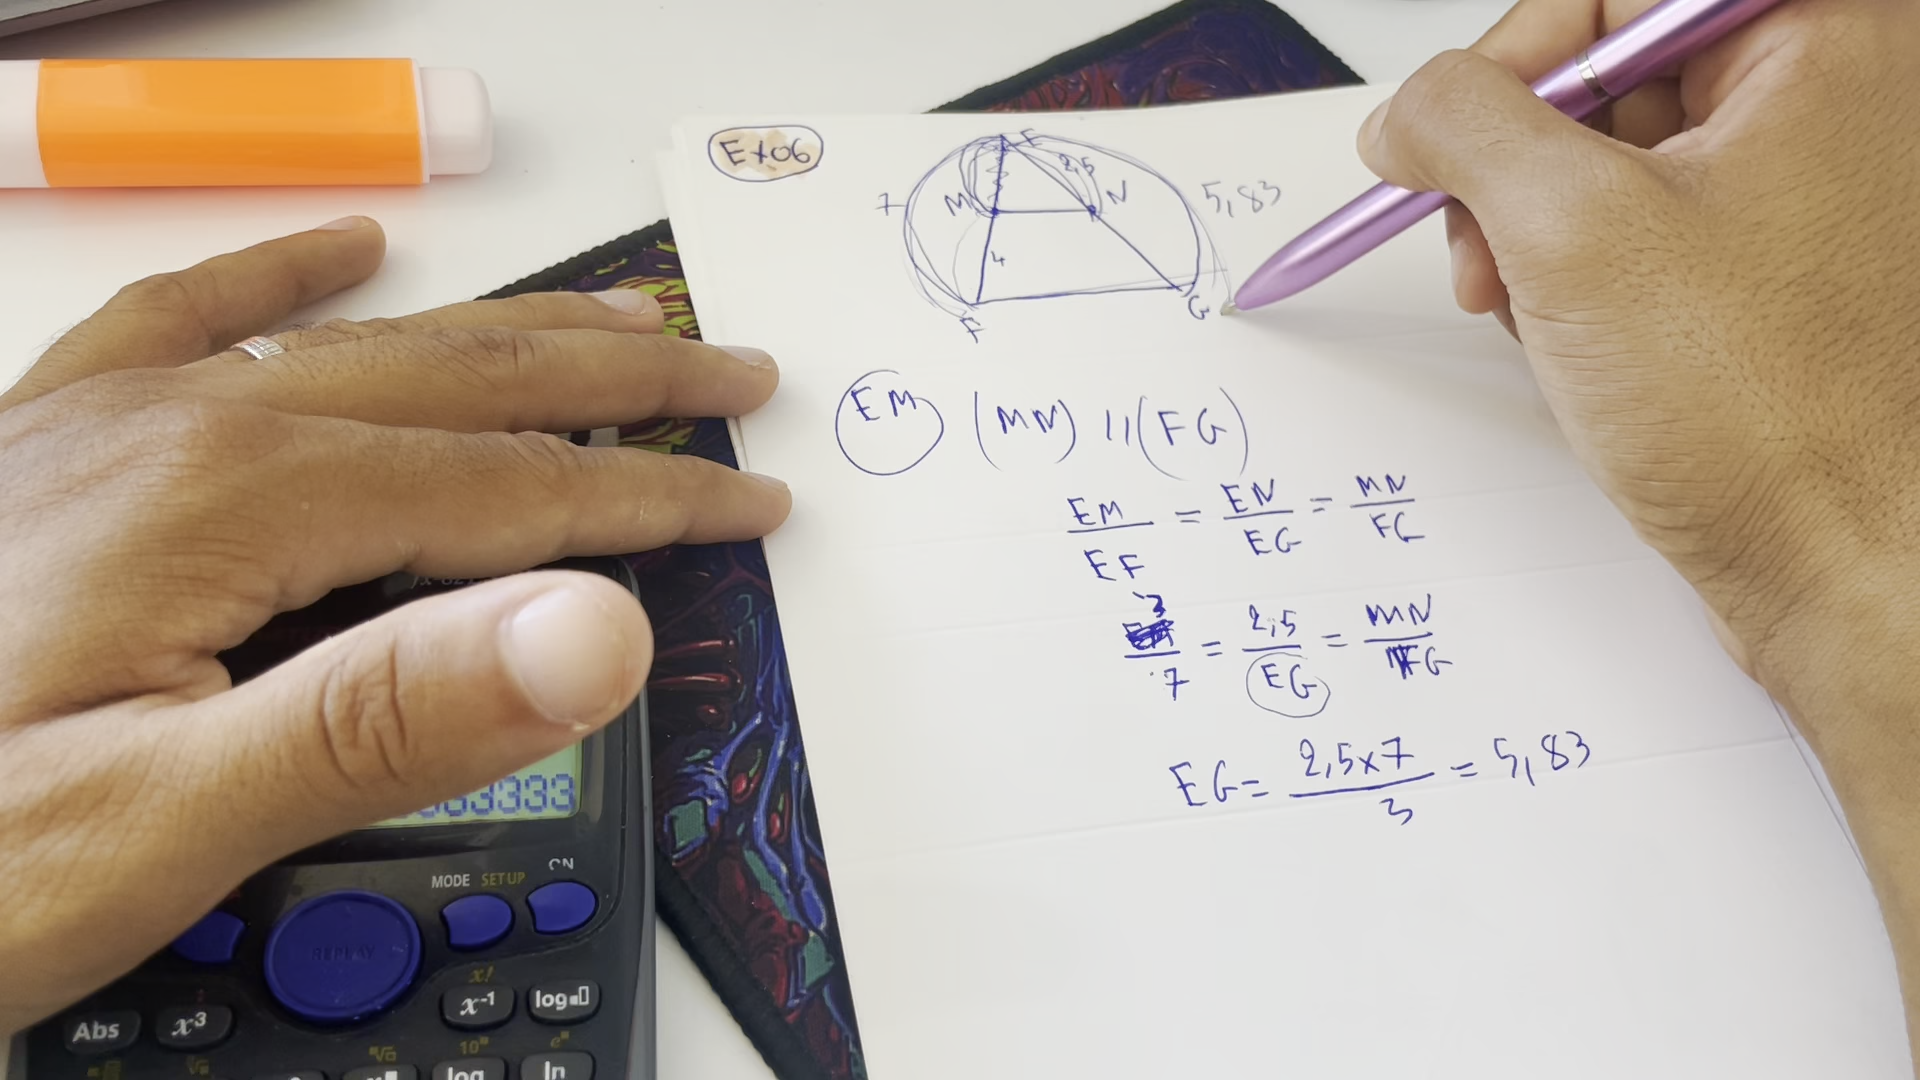 Ex06
E
2,5
7
M
N
5,83
4
F
G
EM (MN) // (FG)
EM/EF = EN/EG = MN/FG
3/7 = 2,5/EG = MN/FG
EG = 2,5x7/3 = 5,83
83333
ON
MODE SETUP
REPLAY
x!
Abs x³ x⁻¹ log
10 e
log ln